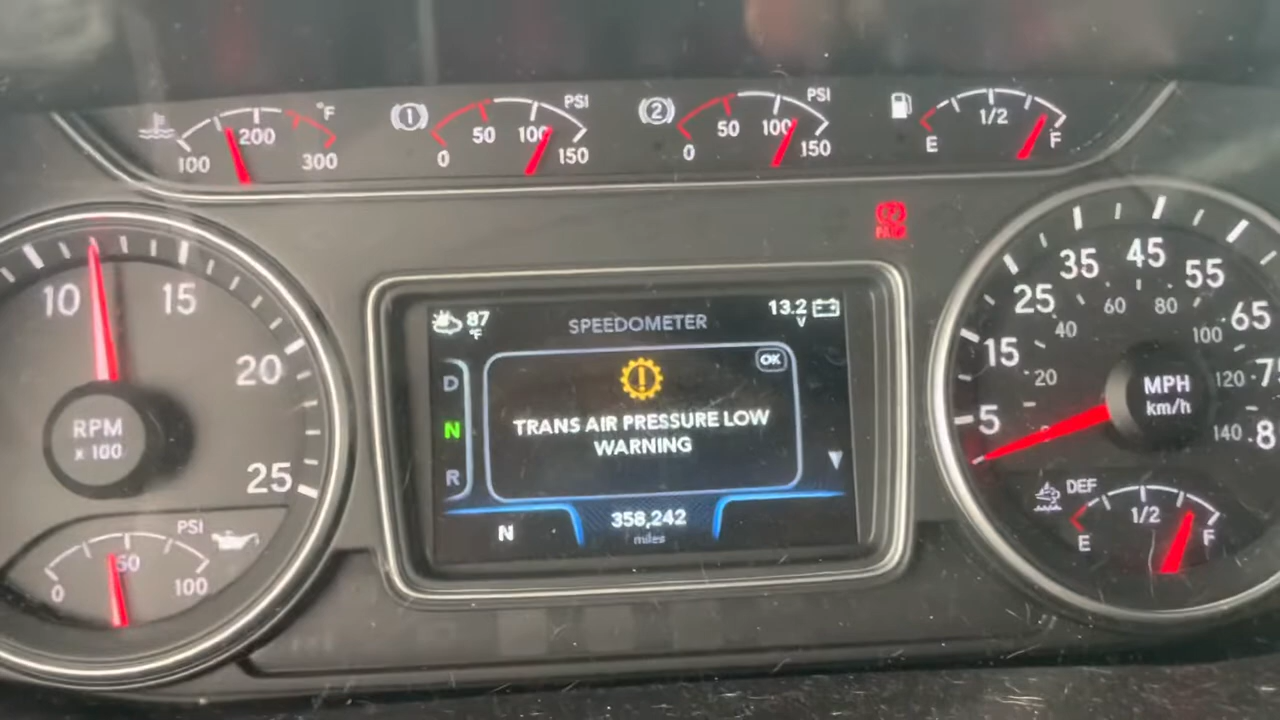 °F
100 200 300
(1)
PSI
0 50 100 150
(2)
PSI
0 50 100 150
E 1/2 F
10 15 20 25
RPM
x 100
PSI
0 50 100
87
°F
SPEEDOMETER
13.2
V
OK
D
N
R
TRANS AIR PRESSURE LOW
WARNING
N
358,242
miles
5 15 25 35 45 55 65
20 40 60 80 100 120 140
MPH
km/h
DEF
E 1/2 F